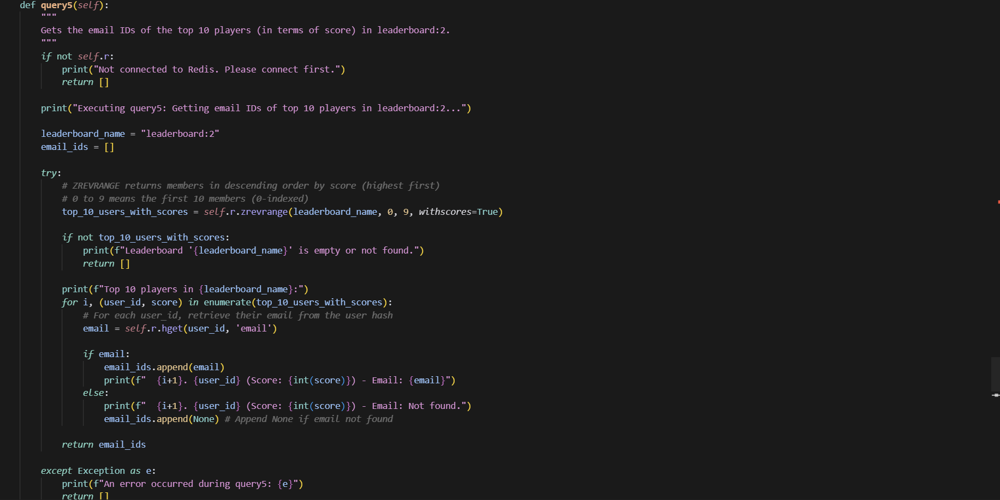 def query5(self):
    """
    Gets the email IDs of the top 10 players (in terms of score) in leaderboard:2.
    """
    if not self.r:
        print("Not connected to Redis. Please connect first.")
        return []

    print("Executing query5: Getting email IDs of top 10 players in leaderboard:2...")

    leaderboard_name = "leaderboard:2"
    email_ids = []

    try:
        # ZREVRANGE returns members in descending order by score (highest first)
        # 0 to 9 means the first 10 members (0-indexed)
        top_10_users_with_scores = self.r.zrevrange(leaderboard_name, 0, 9, withscores=True)

        if not top_10_users_with_scores:
            print(f"Leaderboard '{leaderboard_name}' is empty or not found.")
            return []

        print(f"Top 10 players in {leaderboard_name}:")
        for i, (user_id, score) in enumerate(top_10_users_with_scores):
            # For each user_id, retrieve their email from the user hash
            email = self.r.hget(user_id, 'email')

            if email:
                email_ids.append(email)
                print(f"  {i+1}. {user_id} (Score: {int(score)}) - Email: {email}")
            else:
                print(f"  {i+1}. {user_id} (Score: {int(score)}) - Email: Not found.")
                email_ids.append(None) # Append None if email not found

        return email_ids

    except Exception as e:
        print(f"An error occurred during query5: {e}")
        return []